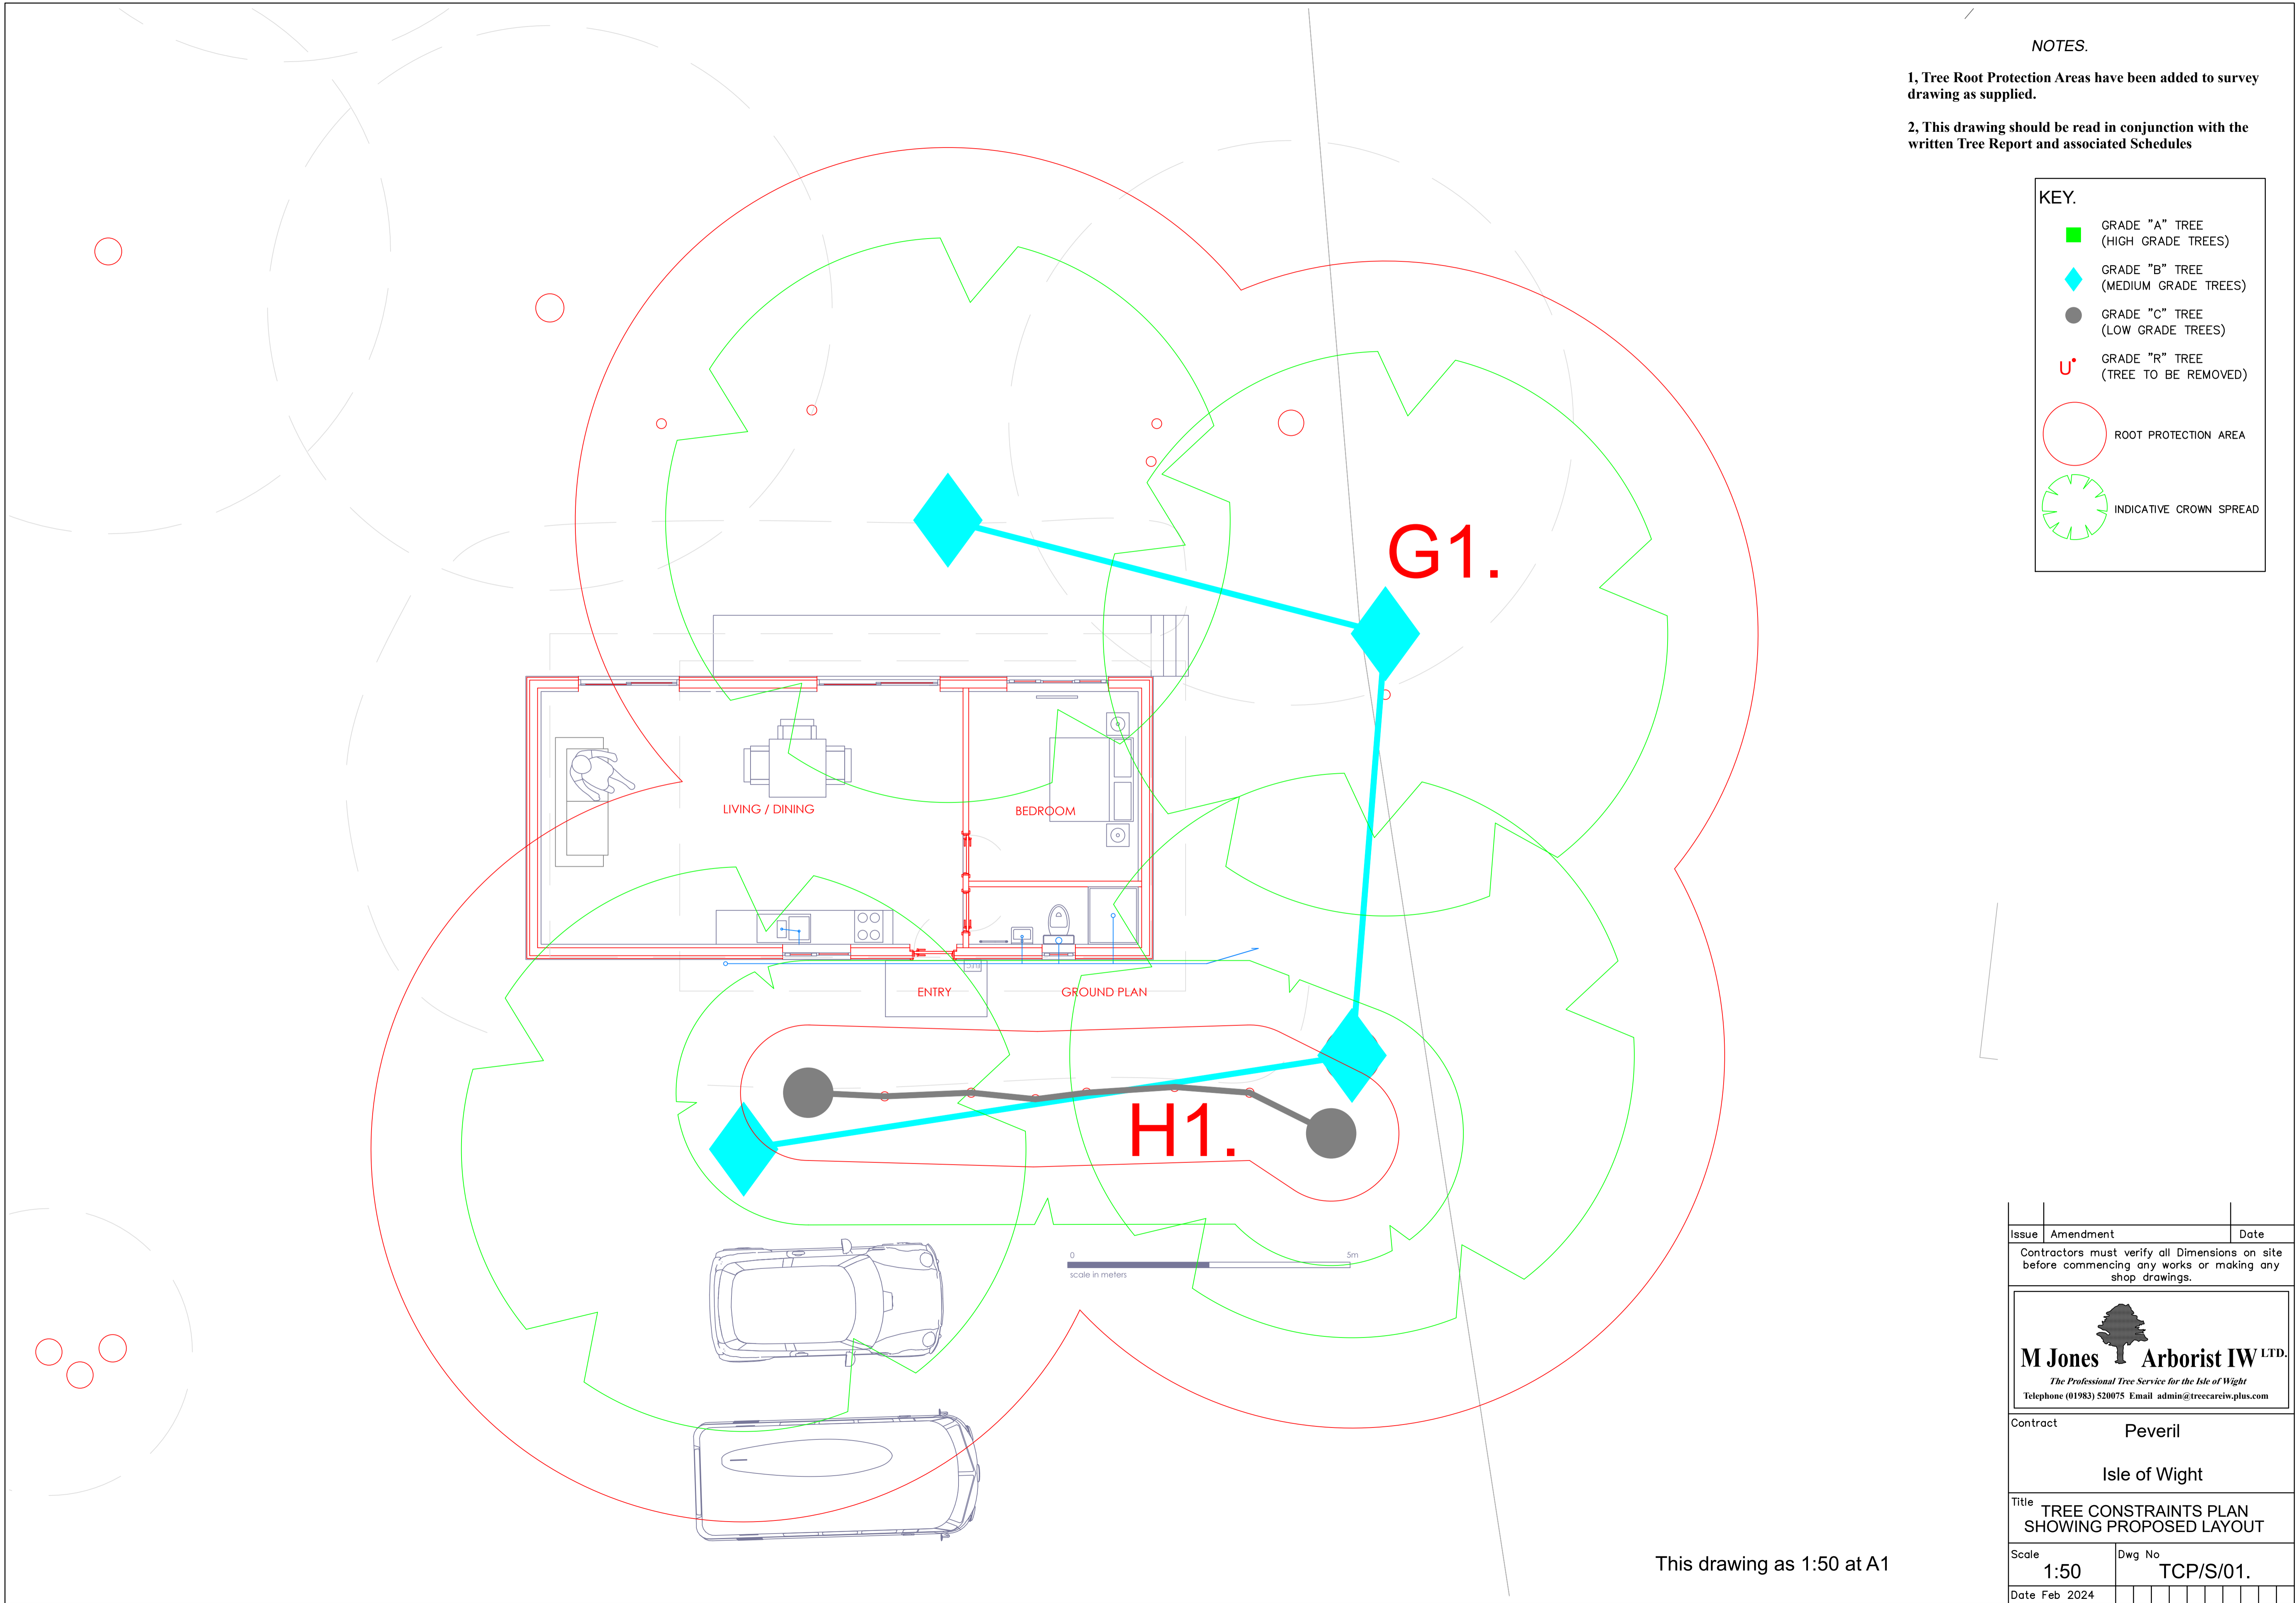 NOTES.
1, Tree Root Protection Areas have been added to survey
drawing as supplied.
2, This drawing should be read in conjunction with the
written Tree Report and associated Schedules
KEY.
GRADE "A" TREE
(HIGH GRADE TREES)
GRADE "B" TREE
(MEDIUM GRADE TREES)
GRADE "C" TREE
(LOW GRADE TREES)
U
GRADE "R" TREE
(TREE TO BE REMOVED)
ROOT PROTECTION AREA
INDICATIVE CROWN SPREAD
G1.
LIVING / DINING
BEDROOM
ENTRY
GROUND PLAN
H1.
0
5m
scale in meters
This drawing as 1:50 at A1
Issue
Amendment
Date
Contractors must verify all Dimensions on site
before commencing any works or making any
shop drawings.
M Jones Arborist IW LTD.
The Professional Tree Service for the Isle of Wight
Telephone (01983) 520075 Email admin@treecareiw.plus.com
Contract
Peveril
Isle of Wight
Title
TREE CONSTRAINTS PLAN
SHOWING PROPOSED LAYOUT
Scale
1:50
Dwg No
TCP/S/01.
Date Feb 2024